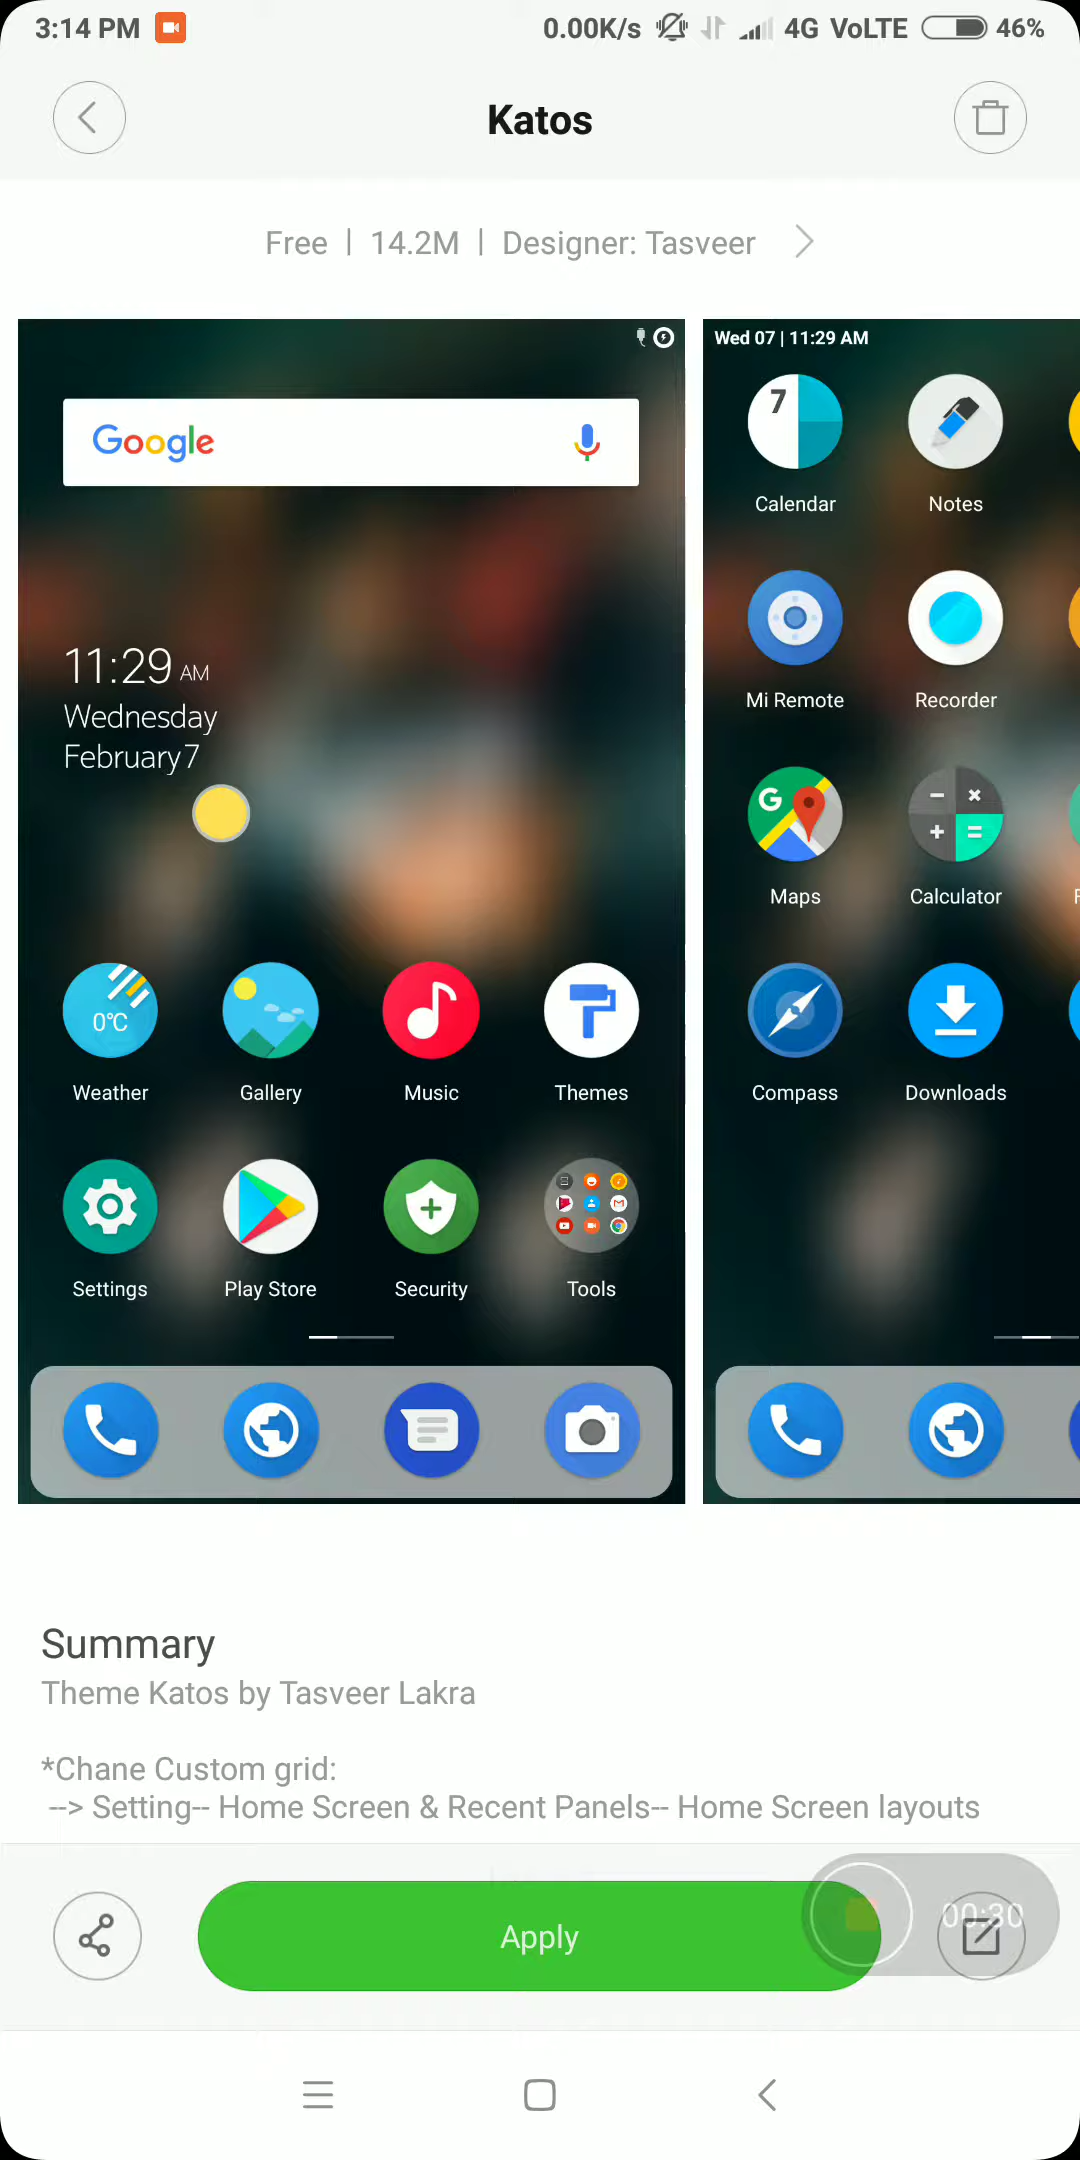 3:14 PM 0.00K/s 4G VoLTE 46%
Katos
Free | 14.2M | Designer: Tasveer
Google
11:29 AM
Wednesday
February7
0°C
Weather Gallery Music Themes
Settings Play Store Security Tools
Wed 07 | 11:29 AM
7
Calendar Notes
Mi Remote Recorder
G
Maps Calculator
Compass Downloads
Summary
Theme Katos by Tasveer Lakra
*Chane Custom grid:
--> Setting-- Home Screen & Recent Panels-- Home Screen layouts
Apply
00:30